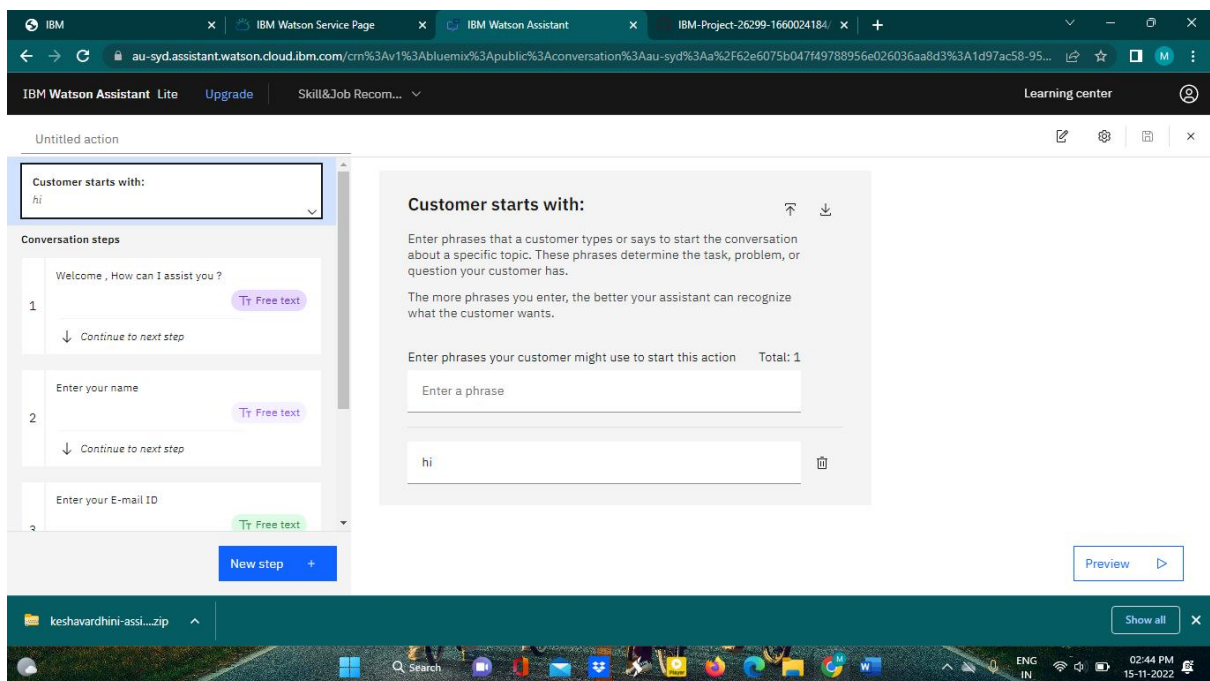 IBM
IBM Watson Service Page
IBM Watson Assistant
IBM-Project-26299-1660024184/
au-syd.assistant.watson.cloud.ibm.com/crn%3Av1%3Abluemix%3Apublic%3Aconversation%3Aau-syd%3Aa%2F62e6075b047f49788956e026036aa8d3%3A1d97ac58-95...
M
IBM Watson Assistant Lite
Upgrade
Skill&Job Recom...
Learning center
Untitled action
Customer starts with:
hi
Conversation steps
Welcome , How can I assist you ?
1
Tт Free text
Continue to next step
Enter your name
2
Tт Free text
Continue to next step
Enter your E-mail ID
3
Tт Free text
New step +
Customer starts with:
Enter phrases that a customer types or says to start the conversation
about a specific topic. These phrases determine the task, problem, or
question your customer has.
The more phrases you enter, the better your assistant can recognize
what the customer wants.
Enter phrases your customer might use to start this action Total: 1
Enter a phrase
hi
Preview
keshavardhini-assi....zip
Show all
Search
ENG
IN
02:44 PM
15-11-2022